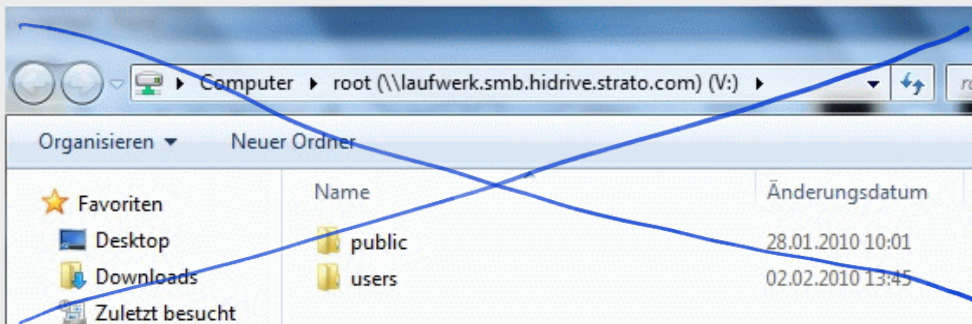 Computer root (\\laufwerk.smb.hidrive.strato.com) (V:)
Organisieren Neuer Ordner
Name Änderungsdatum
Favoriten
Desktop
Downloads
Zuletzt besucht
public 28.01.2010 10:01
users 02.02.2010 13:45